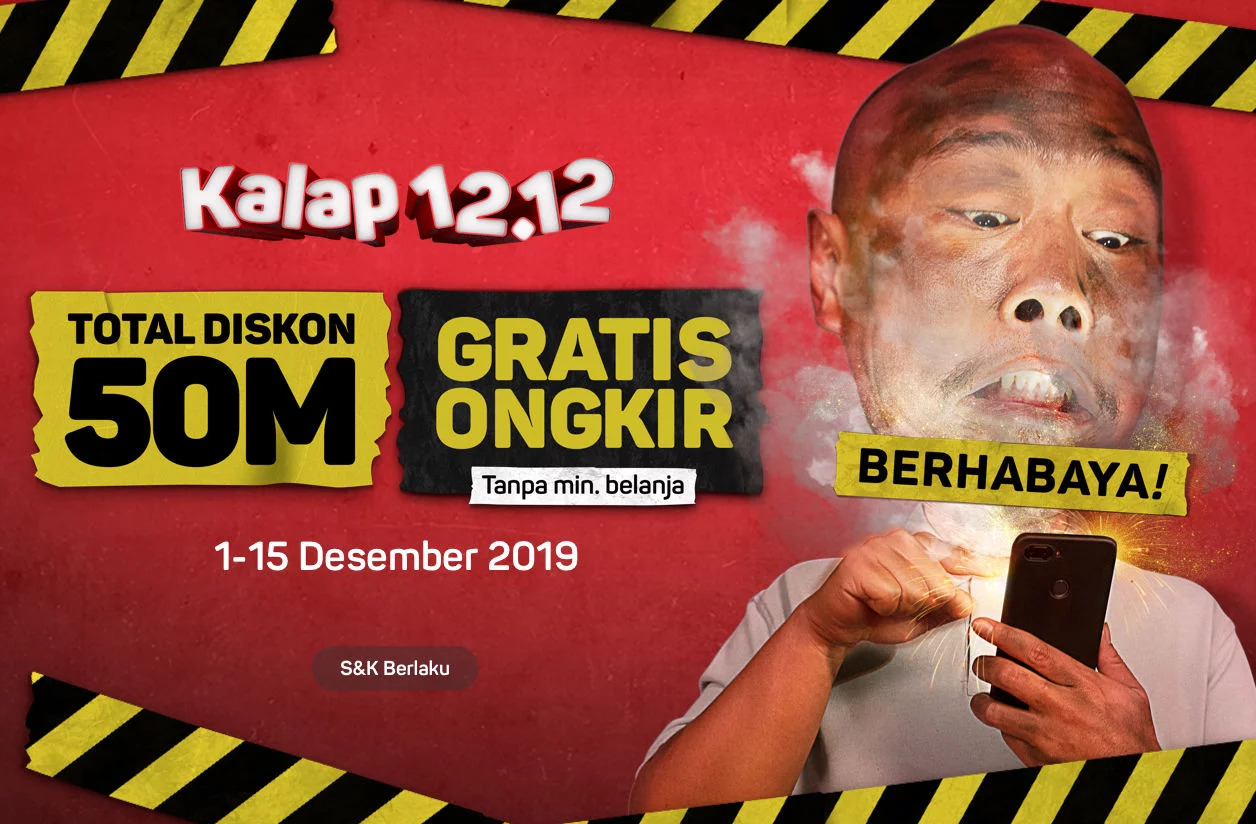 Kalap 12.12
TOTAL DISKON
50M
GRATIS
ONGKIR
Tanpa min. belanja
1-15 Desember 2019
S&K Berlaku
BERHABAYA!